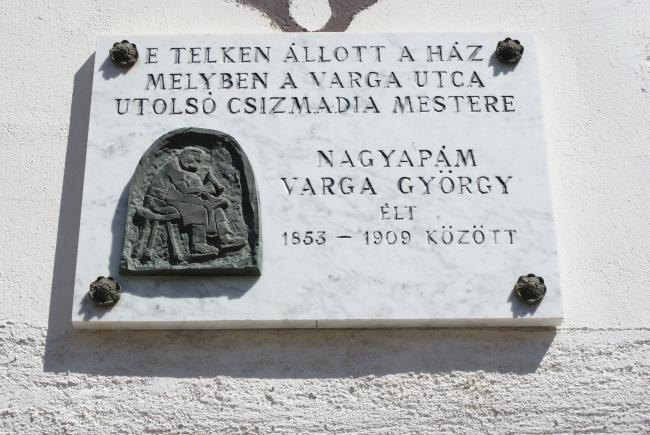 E TELKEN ÁLLOTT A HÁZ
MELYBEN A VARGA UTCA
UTOLSÓ CSIZMADIA MESTERE
NAGYAPÁM
VARGA GYÖRGY
ÉLT
1853 – 1909 KÖZÖTT